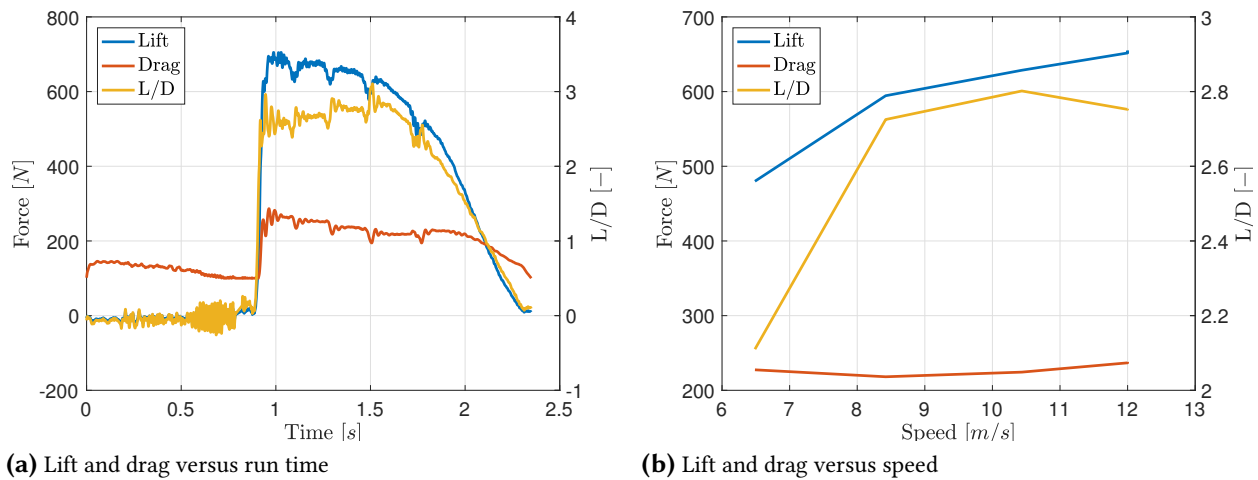 800
600
400
200
0
-200
Force [N]
4
3
2
1
0
-1
L/D [−]
Lift
Drag
L/D
0 0.5 1 1.5 2 2.5
Time [s]
(a) Lift and drag versus run time
700
600
500
400
300
200
Force [N]
3
2.8
2.6
2.4
2.2
2
L/D [−]
Lift
Drag
L/D
6 7 8 9 10 11 12 13
Speed [m/s]
(b) Lift and drag versus speed